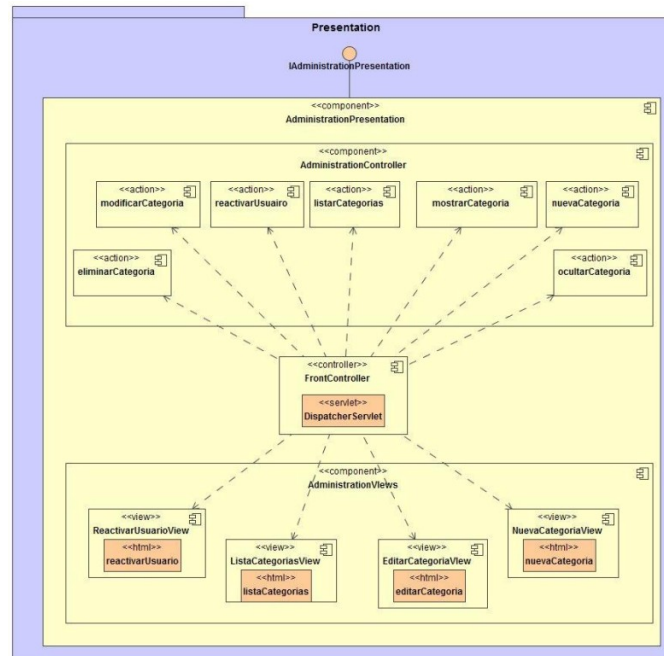 Presentation
IAdministrationPresentation
<<component>>
AdministrationPresentation
<<component>>
AdministrationController
<<action>>
modificarCategoria
<<action>>
reactivarUsuairo
<<action>>
listarCategorias
<<action>>
mostrarCategoria
<<action>>
nuevaCategoria
<<action>>
eliminarCategoria
<<action>>
ocultarCategoria
<<controller>>
FrontController
<<servlet>>
DispatcherServlet
<<component>>
AdministrationVIews
<<view>>
ReactivarUsuarioView
<<html>>
reactivarUsuario
<<view>>
ListaCategoriasView
<<html>>
listaCategorias
<<view>>
EditarCategoriaVIew
<<html>>
editarCategoria
<<view>>
NuevaCategoriaView
<<html>>
nuevaCategoria